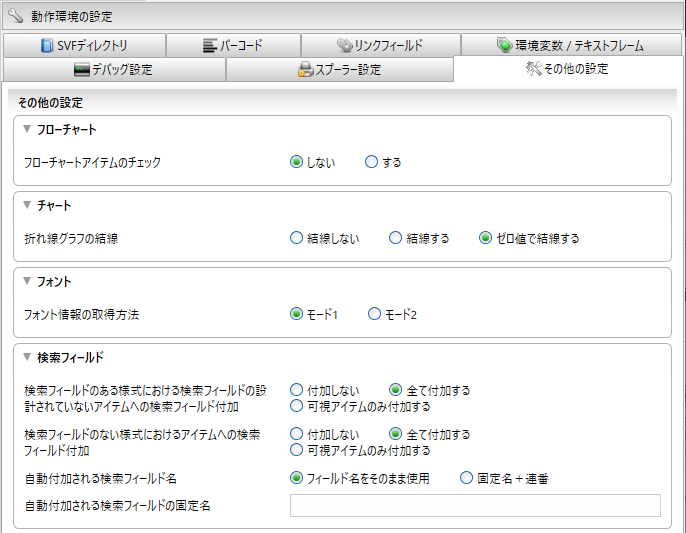 動作環境の設定
SVFディレクトリ
バーコード
リンクフィールド
環境変数 / テキストフレーム
デバッグ設定
スプーラー設定
その他の設定
その他の設定
フローチャート
フローチャートアイテムのチェック
しない
する
チャート
折れ線グラフの結線
結線しない
結線する
ゼロ値で結線する
フォント
フォント情報の取得方法
モード1
モード2
検索フィールド
検索フィールドのある様式における検索フィールドの設
計されていないアイテムへの検索フィールド付加
付加しない
全て付加する
可視アイテムのみ付加する
検索フィールドのない様式におけるアイテムへの検索
フィールド付加
付加しない
全て付加する
可視アイテムのみ付加する
自動付加される検索フィールド名
フィールド名をそのまま使用
固定名＋連番
自動付加される検索フィールドの固定名